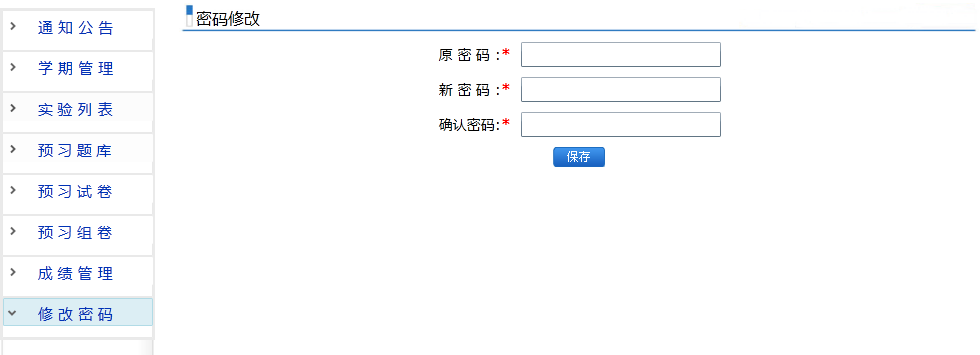 通知公告
学期管理
实验列表
预习题库
预习试卷
预习组卷
成绩管理
修改密码
密码修改
原 密 码 :*
新 密 码 :*
确认密码:*
保存